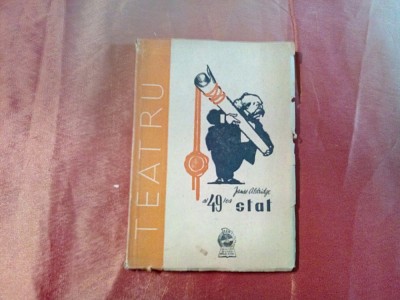 TEATRU
James Aldridge
al 49 lea
stat